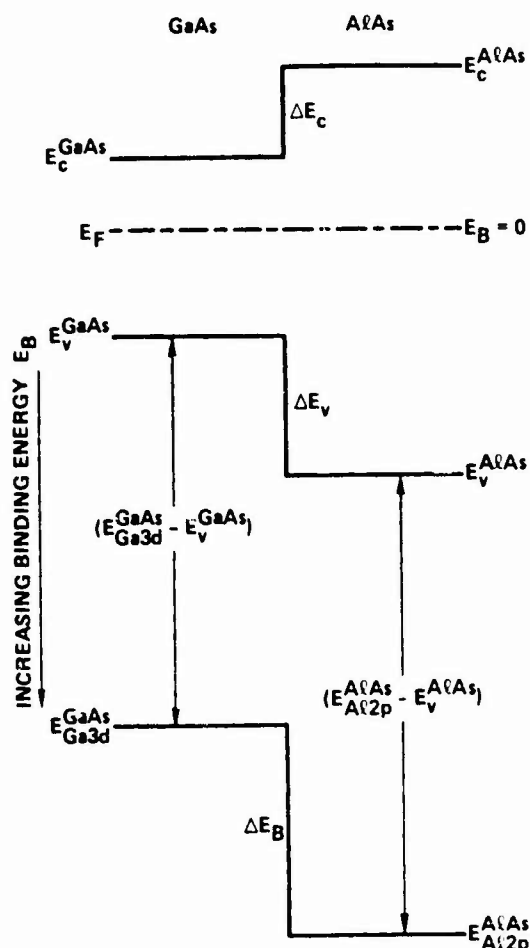 GaAs AℓAs
E_c^AℓAs
ΔE_c
E_c^GaAs
E_F E_B = 0
E_v^GaAs
INCREASING BINDING ENERGY E_B
ΔE_v
E_v^AℓAs
(E_Ga3d^GaAs - E_v^GaAs)
(E_Aℓ2p^AℓAs - E_v^AℓAs)
E_Ga3d^GaAs
ΔE_B
E_Aℓ2p^AℓAs